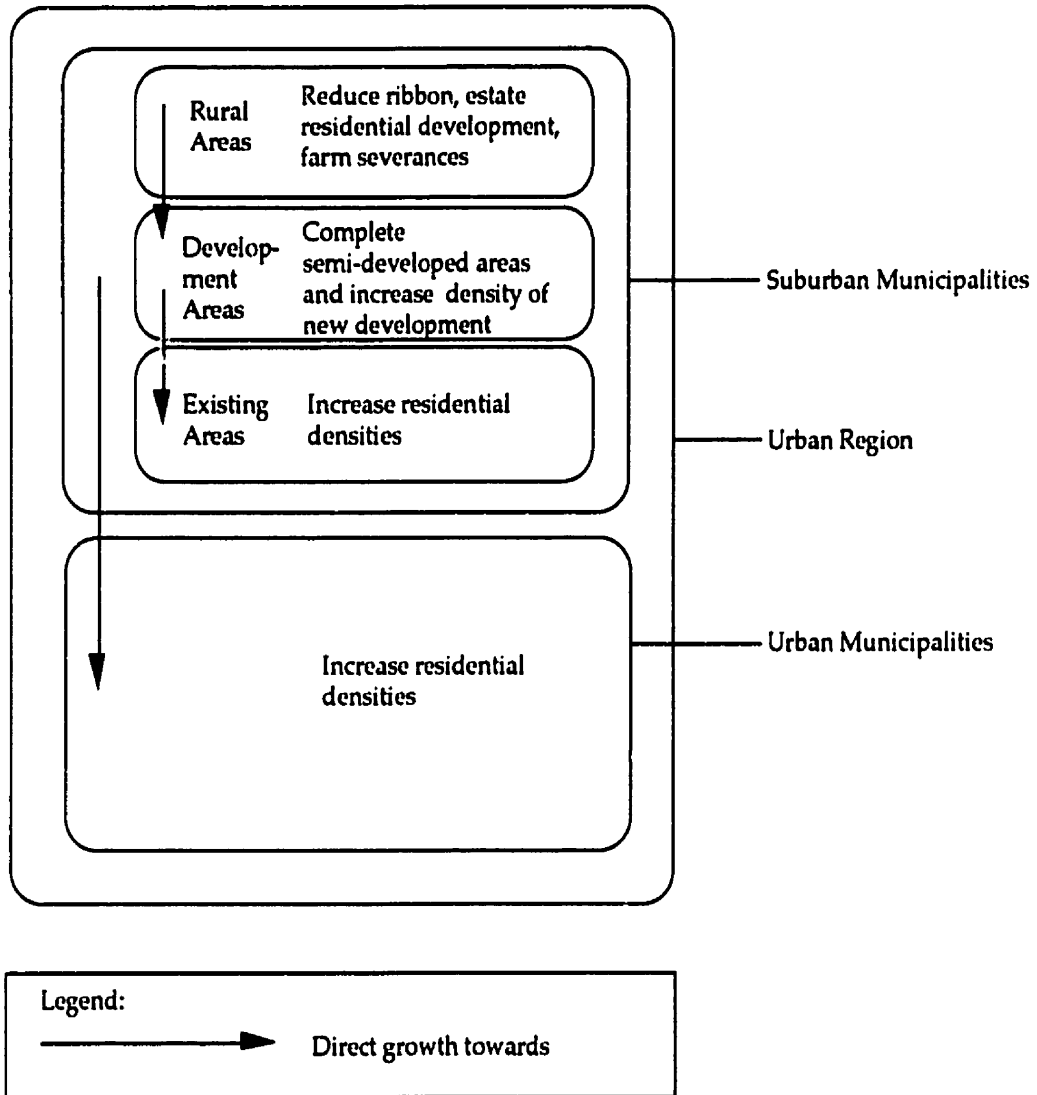 Rural
Areas
Reduce ribbon, estate
residential development,
farm severances
Develop-
ment
Areas
Complete
semi-developed areas
and increase density of
new development
Suburban Municipalities
Existing
Areas
Increase residential
densities
Urban Region
Increase residential
densities
Urban Municipalities
Legend:
Direct growth towards